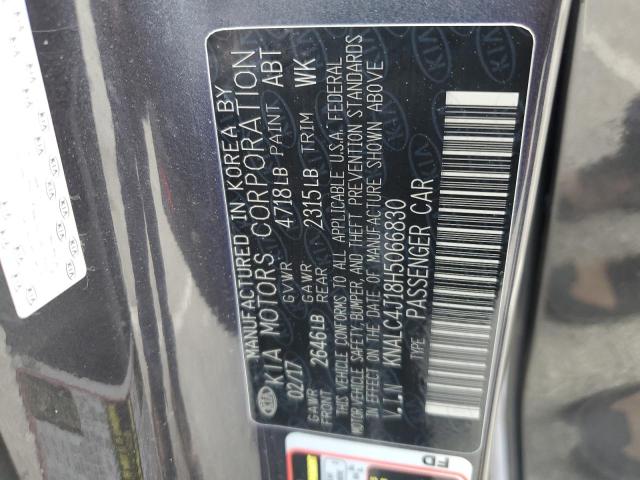 MANUFACTURED IN KOREA BY
KIA MOTORS CORPORATION
02/17 GVWR 4718LB PAINT ABT
GAWR FRONT 2646LB GAWR REAR 2315LB TRIM WK
THIS VEHICLE CONFORMS TO ALL APPLICABLE U.S.A. FEDERAL
MOTOR VEHICLE SAFETY, BUMPER, AND THEFT PREVENTION STANDARDS
IN EFFECT ON THE DATE OF MANUFACTURE SHOWN ABOVE
V.I.N KNALC4J18H5066830
TYPE PASSENGER CAR
FD